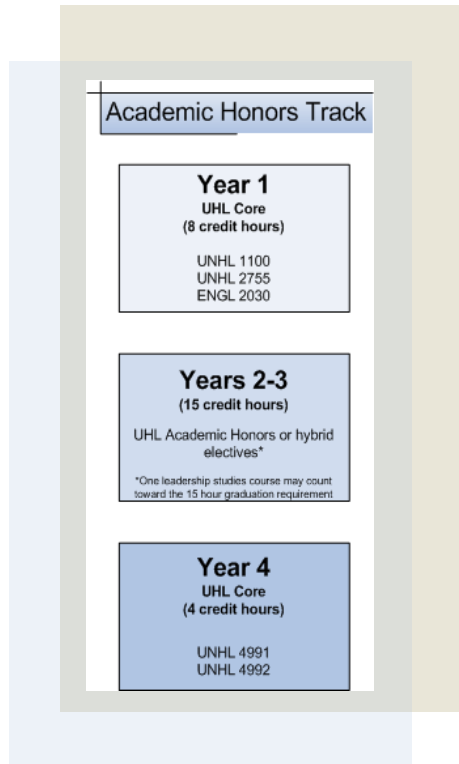 Academic Honors Track
Year 1
UHL Core
(8 credit hours)
UNHL 1100
UNHL 2755
ENGL 2030
Years 2-3
(15 credit hours)
UHL Academic Honors or hybrid
electives*
*One leadership studies course may count
toward the 15 hour graduation requirement
Year 4
UHL Core
(4 credit hours)
UNHL 4991
UNHL 4992